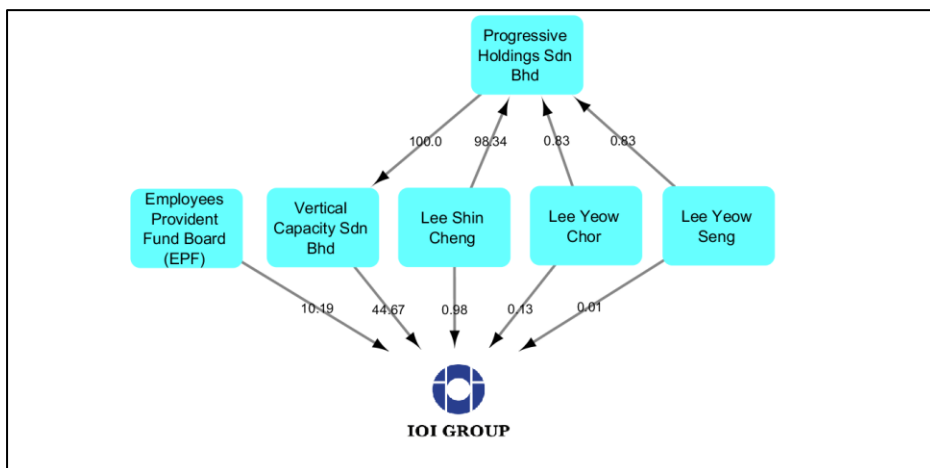 Progressive
Holdings Sdn
Bhd
100.0
98.34
0.83
0.83
Employees
Provident
Fund Board
(EPF)
Vertical
Capacity Sdn
Bhd
Lee Shin
Cheng
Lee Yeow
Chor
Lee Yeow
Seng
10.19
44.67
0.98
0.13
0.01
IOI GROUP